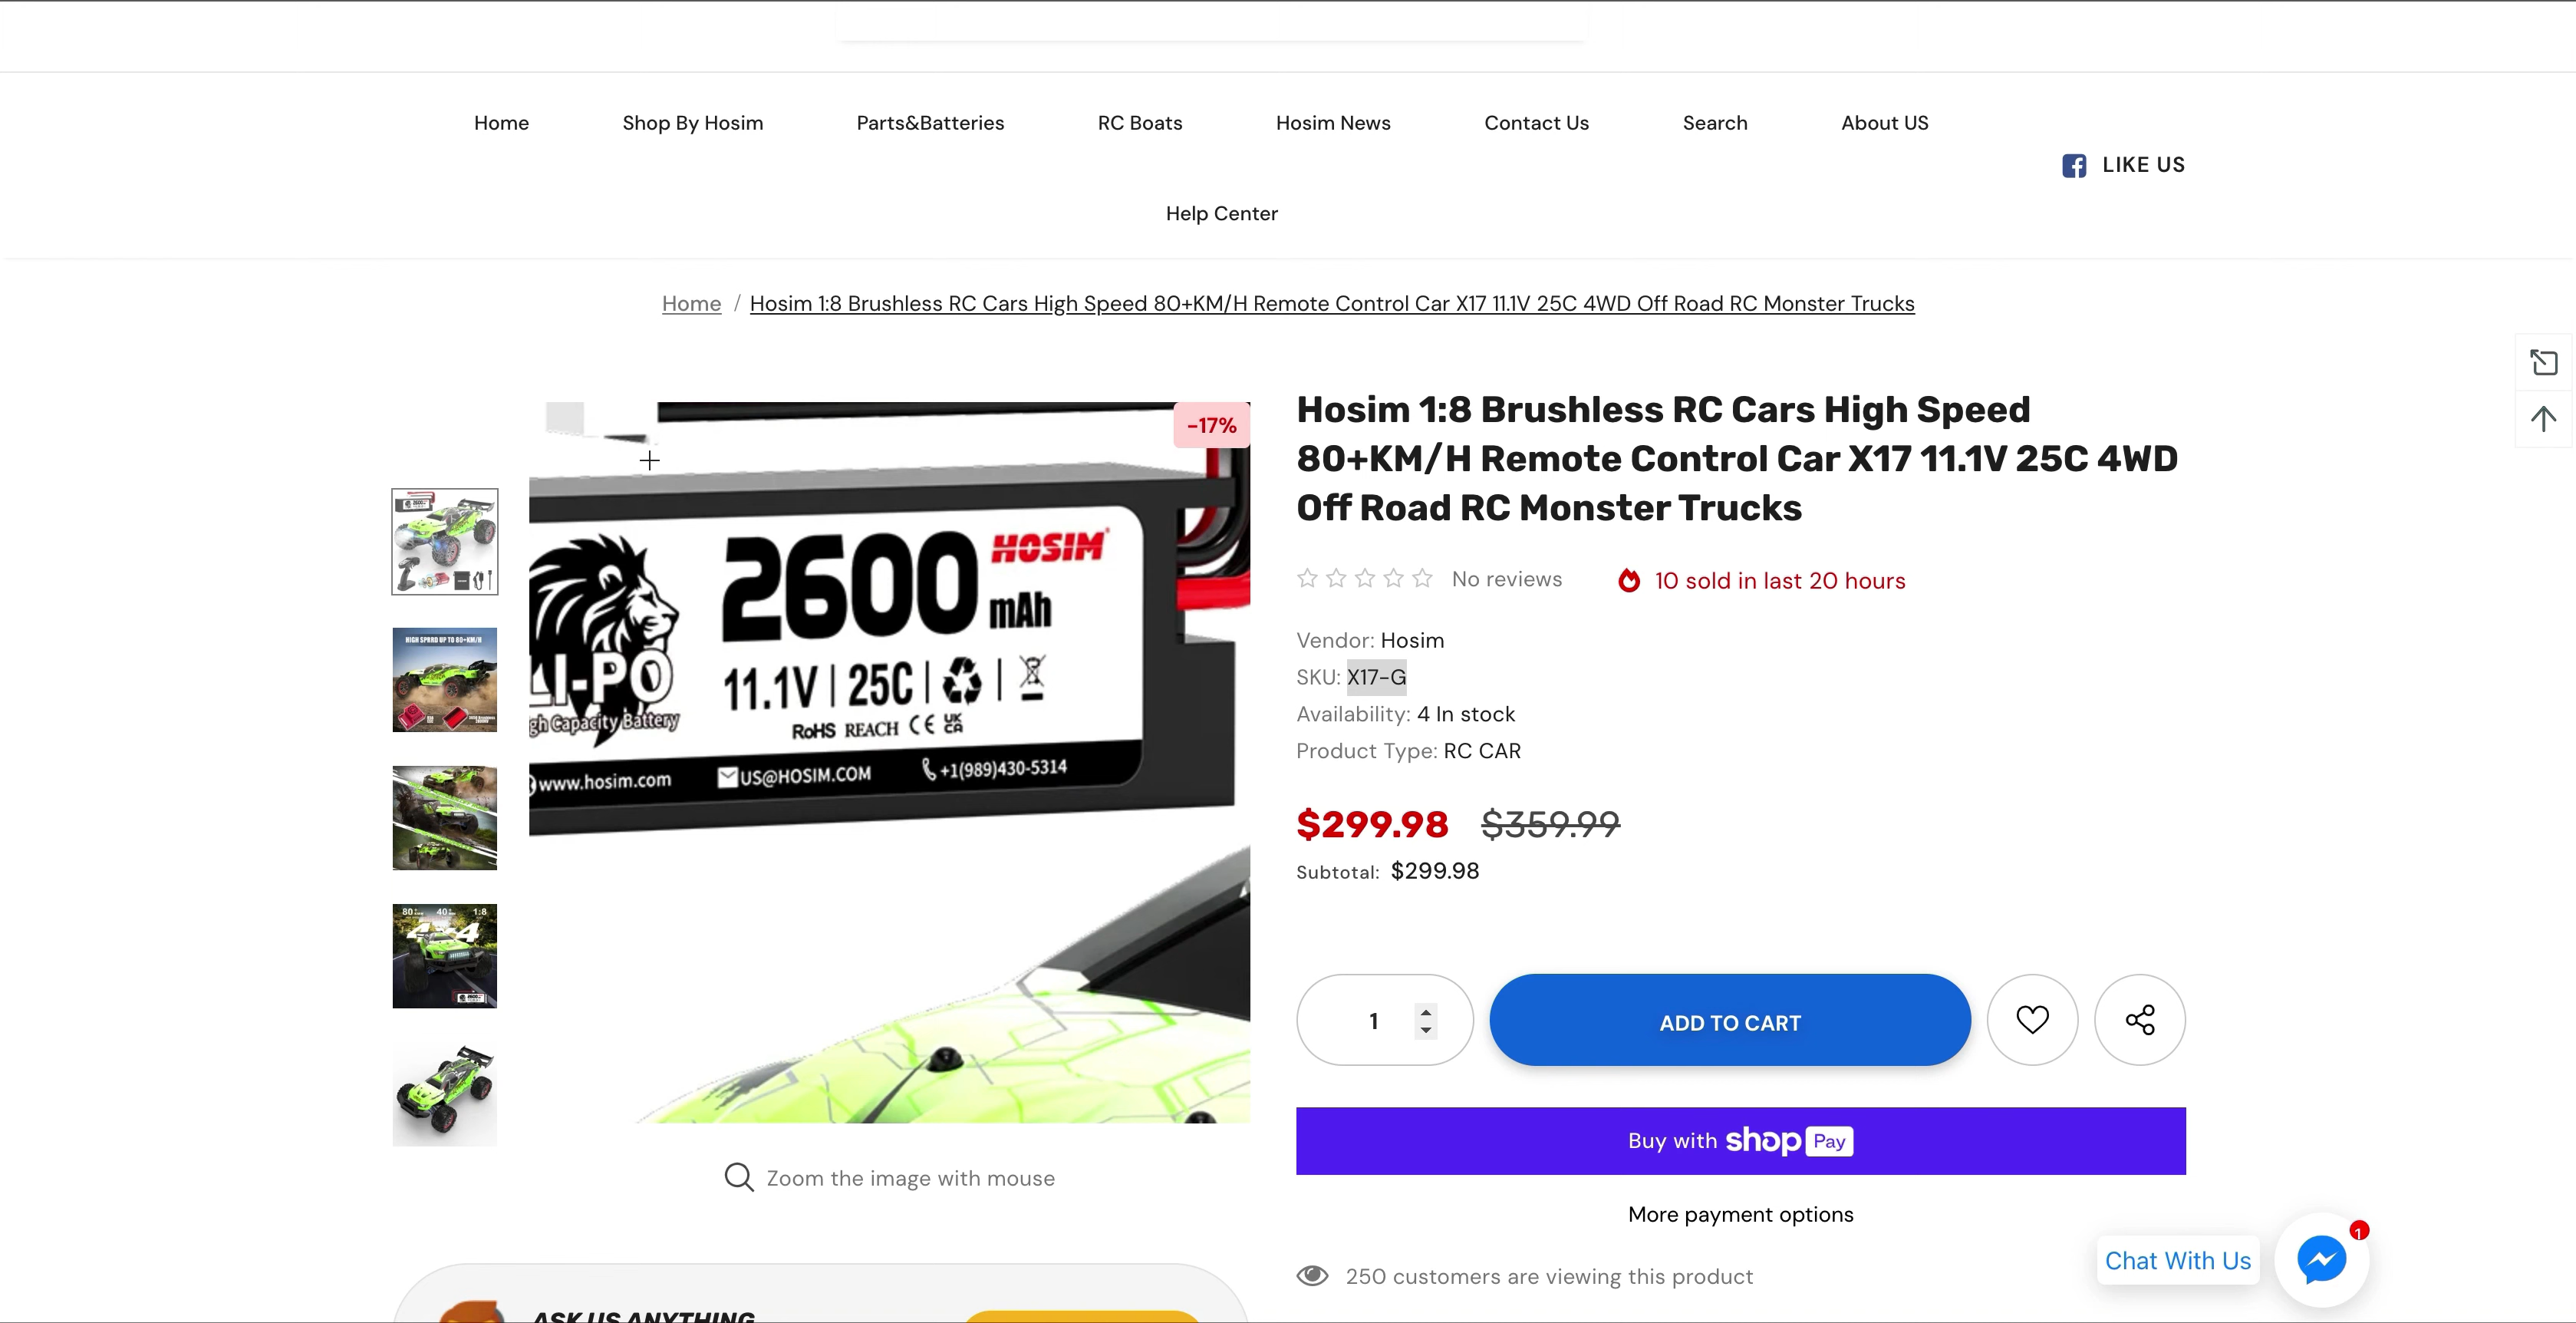 Home
Shop By Hosim
Parts&Batteries
RC Boats
Hosim News
Contact Us
Search
About US
LIKE US
Help Center
Home / Hosim 1:8 Brushless RC Cars High Speed 80+KM/H Remote Control Car X17 11.1V 25C 4WD Off Road RC Monster Trucks
-17%
2600 mAh
HOSIM
LI-PO
11.1V | 25C
RoHS REACH CE UK CA
www.hosim.com
US@HOSIM.COM
+1(989)430-5314
Zoom the image with mouse
Hosim 1:8 Brushless RC Cars High Speed
80+KM/H Remote Control Car X17 11.1V 25C 4WD
Off Road RC Monster Trucks
No reviews
10 sold in last 20 hours
Vendor: Hosim
SKU: X17-G
Availability: 4 In stock
Product Type: RC CAR
$299.98 $359.99
Subtotal: $299.98
1
ADD TO CART
Buy with shop Pay
More payment options
250 customers are viewing this product
Chat With Us
1
ASK US ANYTHING